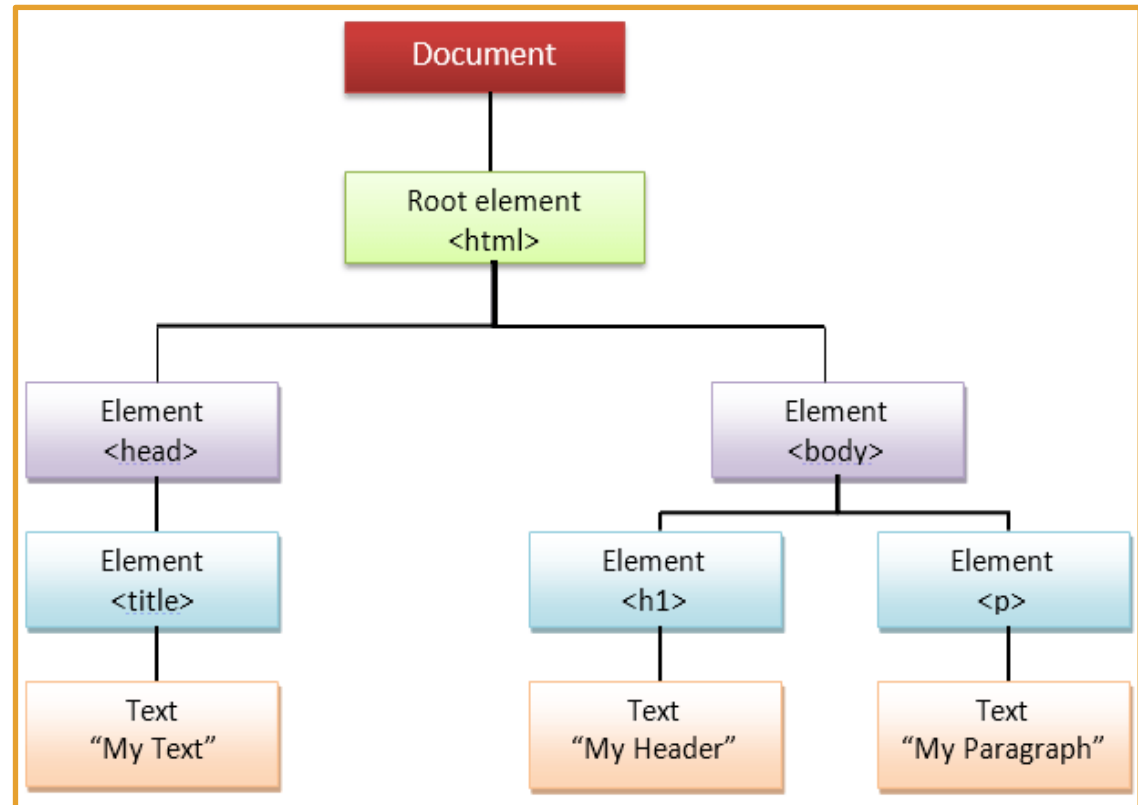 Document
Root element
<html>
Element
<head>
Element
<body>
Element
<title>
Element
<h1>
Element
<p>
Text
“My Text”
Text
“My Header”
Text
“My Paragraph”